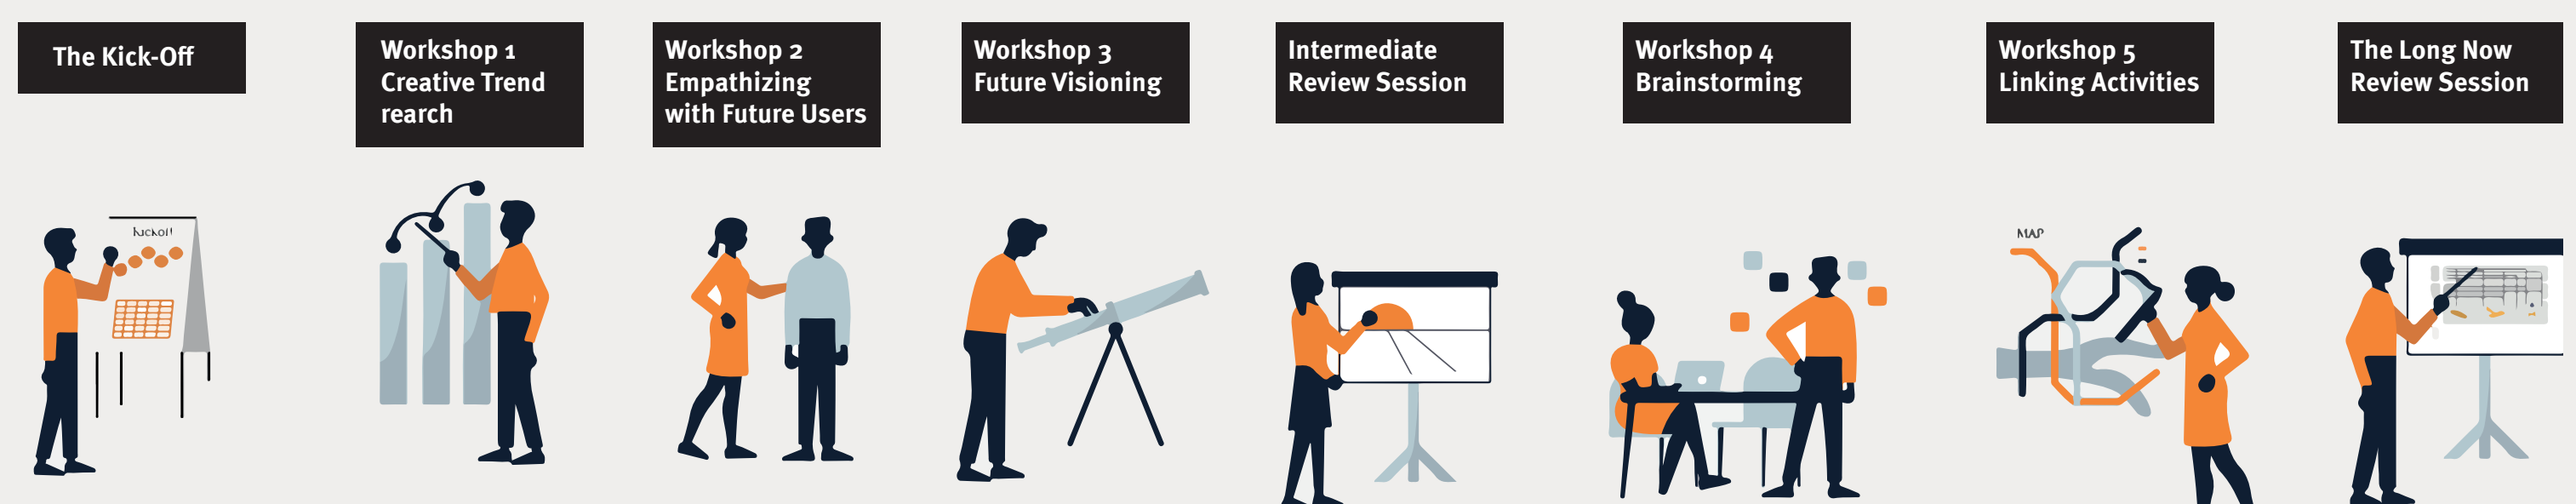 The Kick-Off
Workshop 1
Creative Trend
rearch
Workshop 2
Empathizing
with Future Users
Workshop 3
Future Visioning
Intermediate
Review Session
Workshop 4
Brainstorming
Workshop 5
Linking Activities
The Long Now
Review Session
MAP